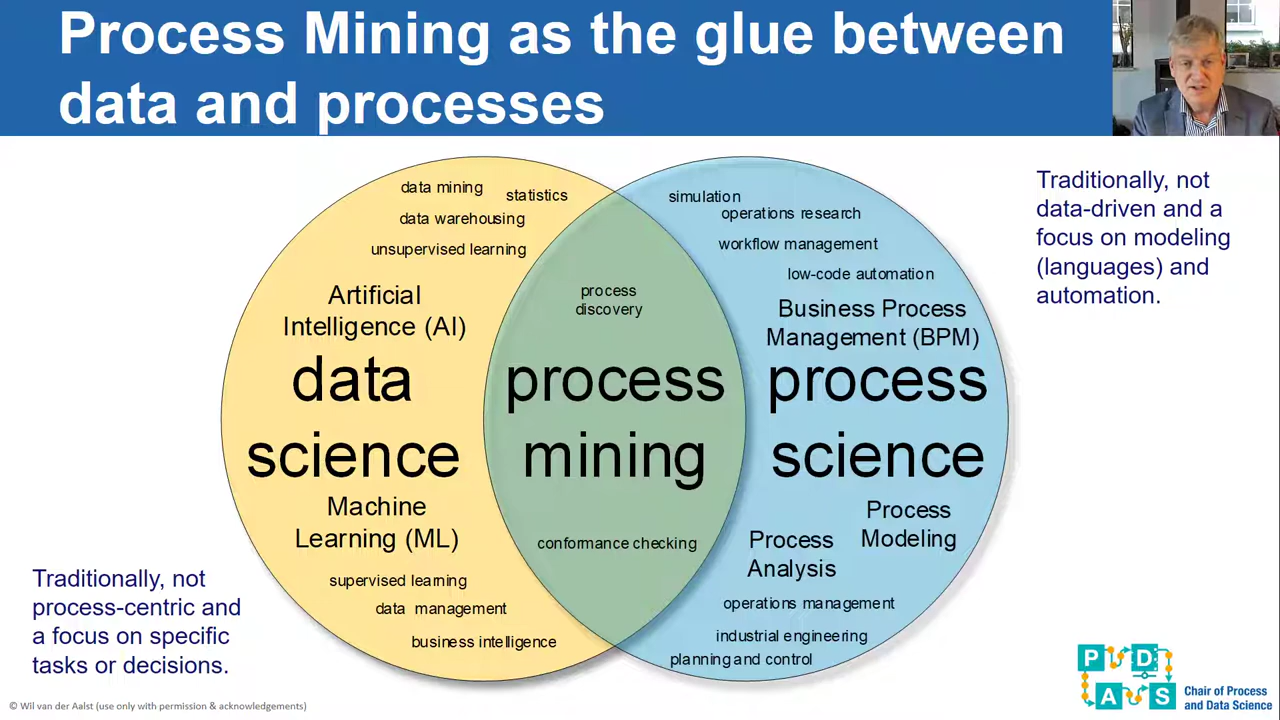 Process Mining as the glue between
data and processes
data mining
statistics
data warehousing
unsupervised learning
Artificial
Intelligence (AI)
data
science
Machine
Learning (ML)
supervised learning
data management
business intelligence
process
discovery
process
mining
conformance checking
simulation
operations research
workflow management
low-code automation
Business Process
Management (BPM)
process
science
Process
Modeling
Process
Analysis
operations management
industrial engineering
planning and control
Traditionally, not
data-driven and a
focus on modeling
(languages) and
automation.
Traditionally, not
process-centric and
a focus on specific
tasks or decisions.
© Wil van der Aalst (use only with permission & acknowledgements)
P D
A S
Chair of Process
and Data Science